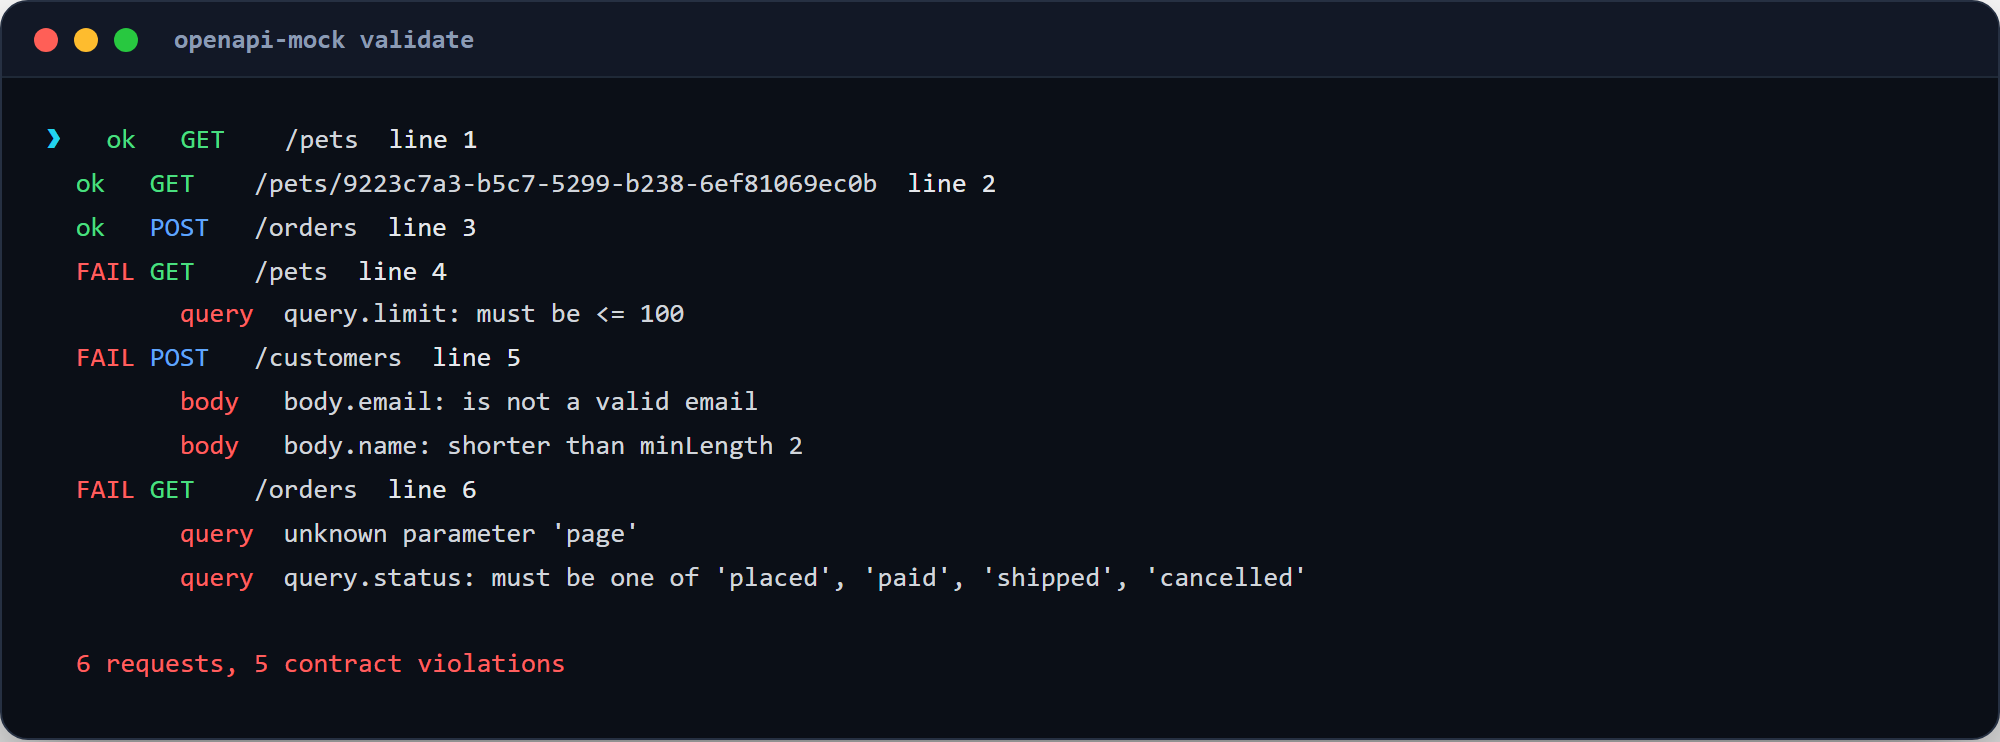 openapi-mock validate
❯ ok GET /pets line 1
ok GET /pets/9223c7a3-b5c7-5299-b238-6ef81069ec0b line 2
ok POST /orders line 3
FAIL GET /pets line 4
query query.limit: must be <= 100
FAIL POST /customers line 5
body body.email: is not a valid email
body body.name: shorter than minLength 2
FAIL GET /orders line 6
query unknown parameter 'page'
query query.status: must be one of 'placed', 'paid', 'shipped', 'cancelled'
6 requests, 5 contract violations